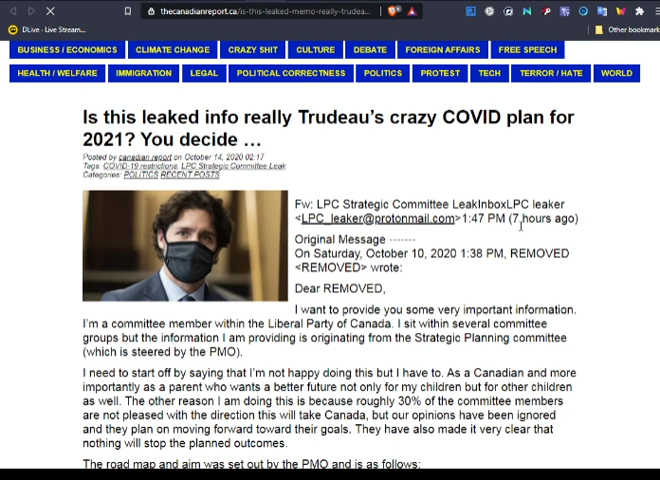 thecanadianreport.ca/is-this-leaked-memo-really-trudea...
DLive - Live Stream...
Other bookmark
BUSINESS / ECONOMICS CLIMATE CHANGE CRAZY SHIT CULTURE DEBATE FOREIGN AFFAIRS FREE SPEECH
HEALTH / WELFARE IMMIGRATION LEGAL POLITICAL CORRECTNESS POLITICS PROTEST TECH TERROR / HATE WORLD
Is this leaked info really Trudeau's crazy COVID plan for
2021? You decide …
Posted by canadian report on October 14, 2020 02:17
Tags: COVID-19 restrictions, LPC Strategic Committee Leak
Categories: POLITICS RECENT POSTS
Fw: LPC Strategic Committee LeakInboxLPC leaker
<LPC_leaker@protonmail.com>1:47 PM (7 hours ago)
Original Message -------
On Saturday, October 10, 2020 1:38 PM, REMOVED
<REMOVED> wrote:
Dear REMOVED,
I want to provide you some very important information.
I'm a committee member within the Liberal Party of Canada. I sit within several committee
groups but the information I am providing is originating from the Strategic Planning committee
(which is steered by the PMO).
I need to start off by saying that I'm not happy doing this but I have to. As a Canadian and more
importantly as a parent who wants a better future not only for my children but for other children
as well. The other reason I am doing this is because roughly 30% of the committee members
are not pleased with the direction this will take Canada, but our opinions have been ignored
and they plan on moving forward toward their goals. They have also made it very clear that
nothing will stop the planned outcomes.
The road map and aim was set out by the PMO and is as follows: